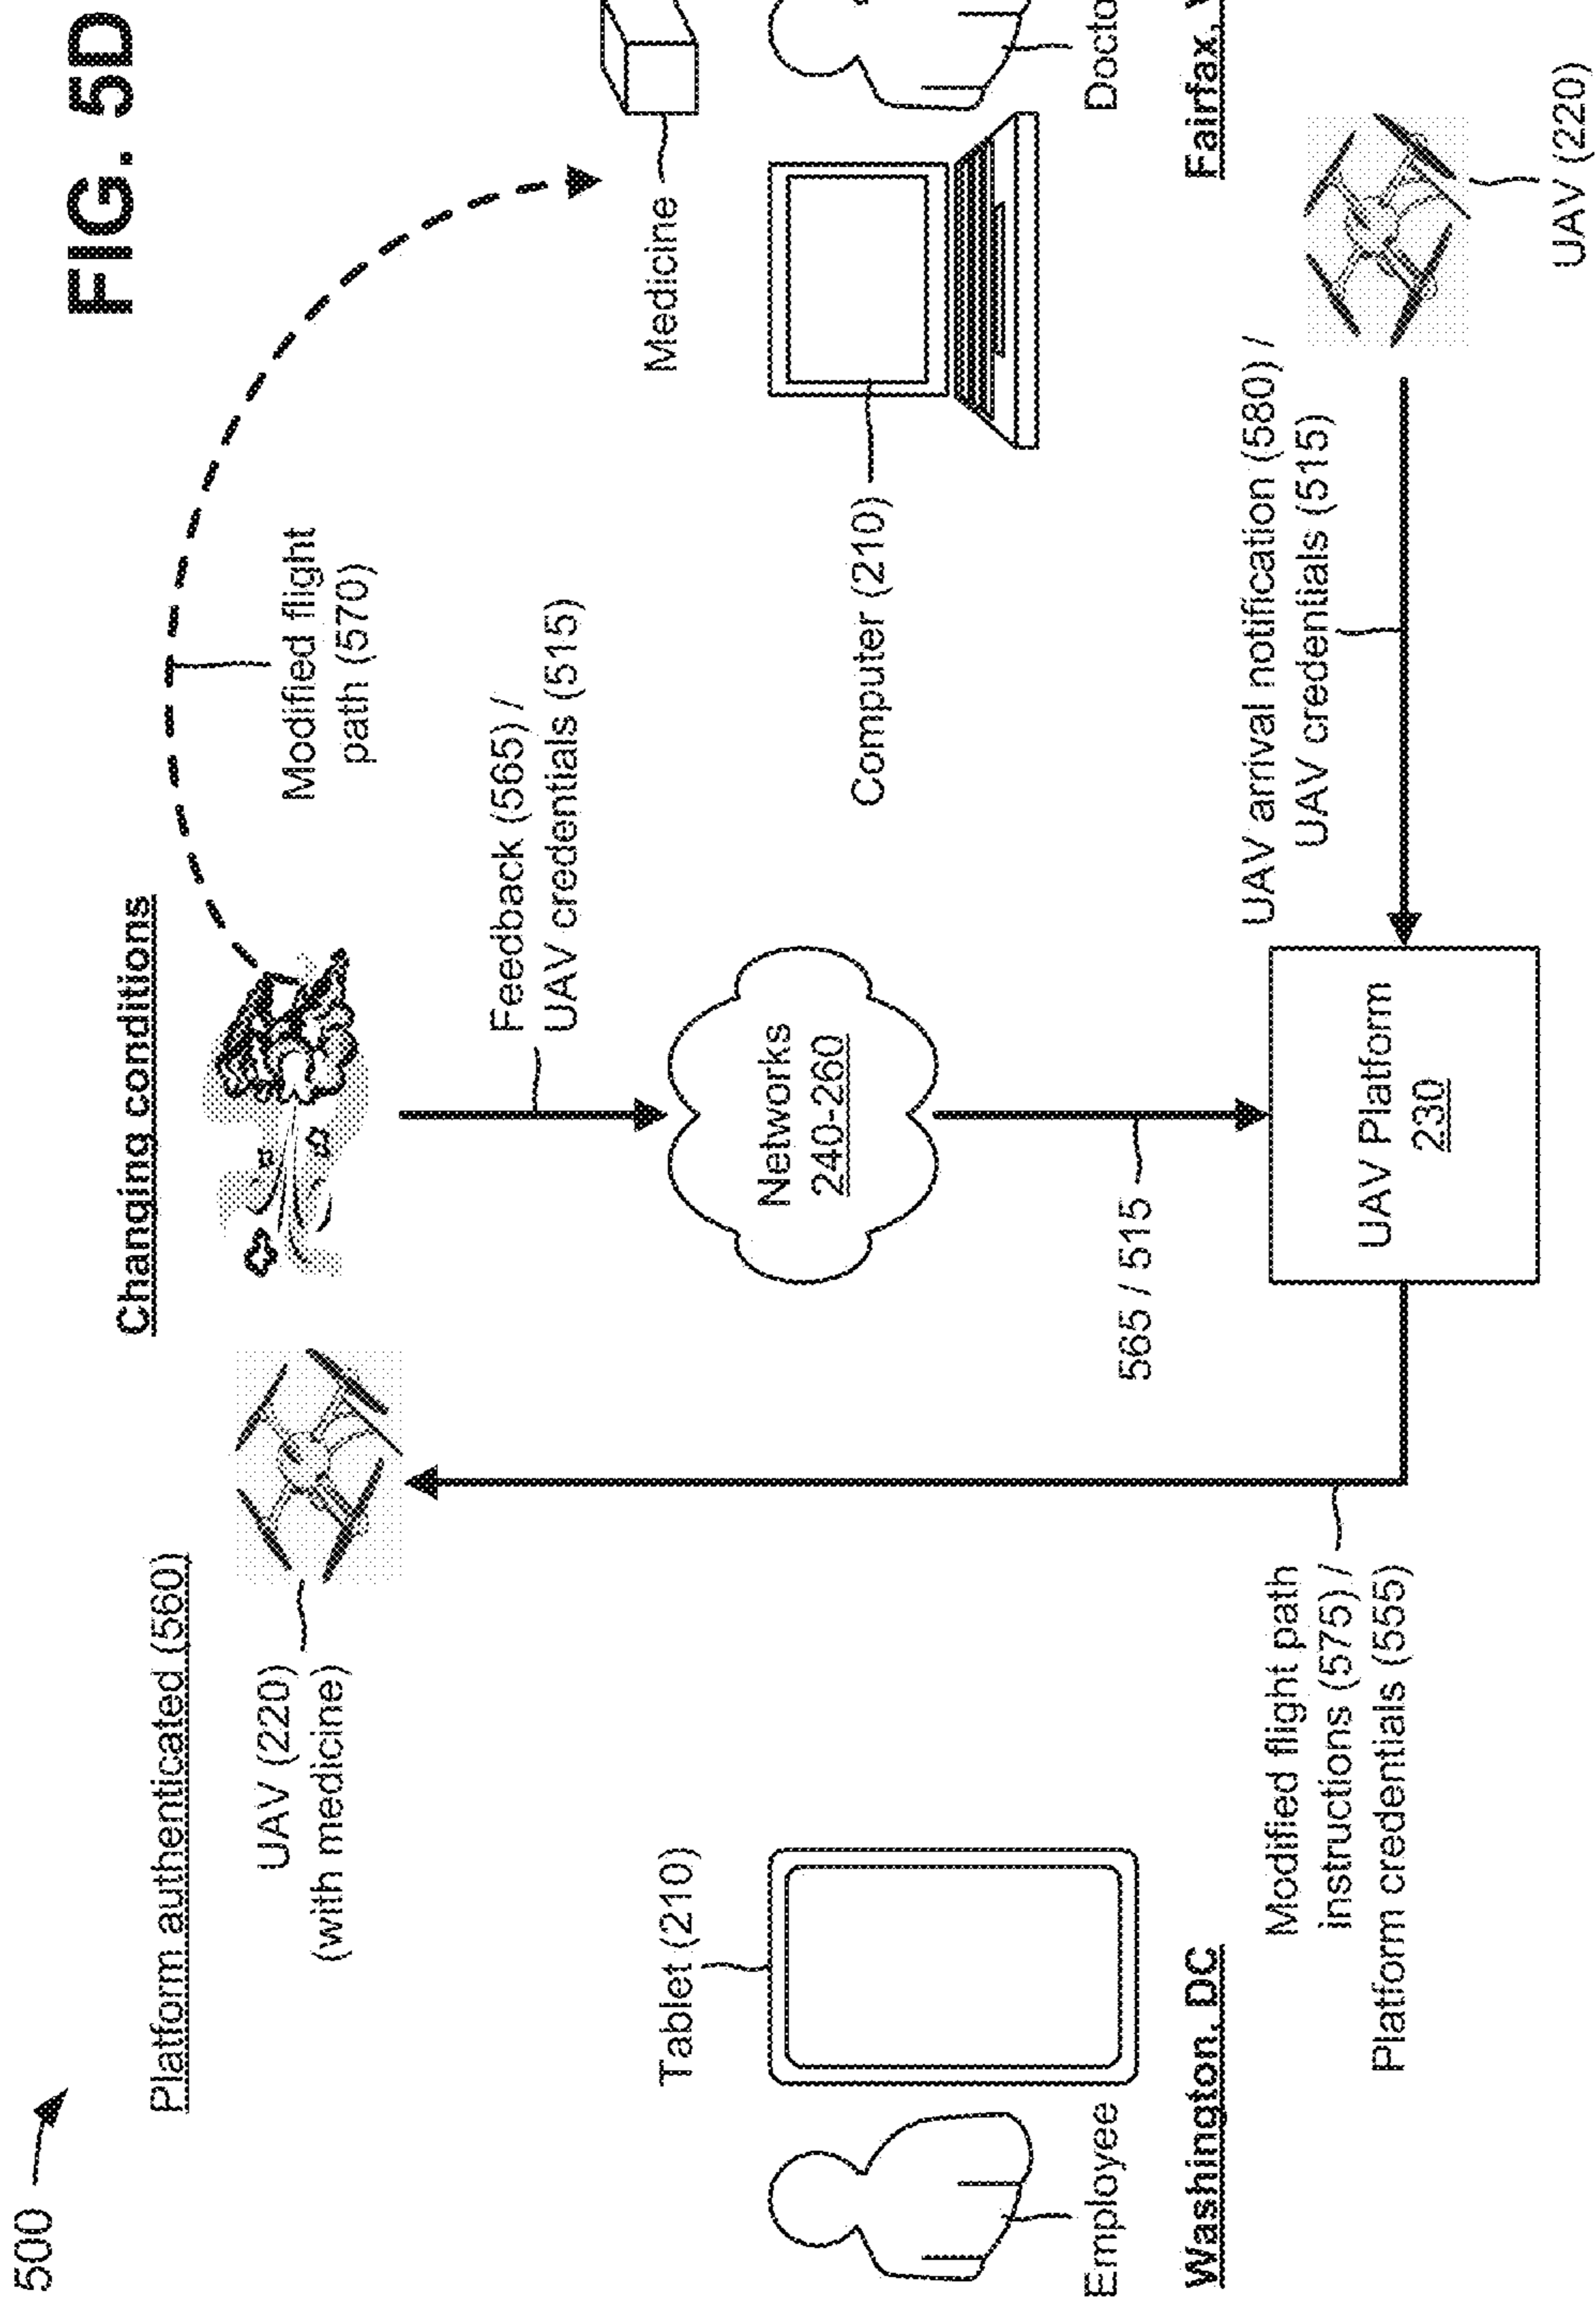 500
FIG. 5D
Platform authenticated (560)
Changing conditions
UAV (220)
(with medicine)
Modified flight
path (570)
Feedback (565) /
UAV credentials (515)
Medicine
Tablet (210)
Networks
240-260
Computer (210)
Employee
565 / 515
Washington, DC
Fairfax,
Modified flight path
instructions (575) /
Platform credentials (555)
UAV Platform
230
UAV arrival notification (580) /
UAV credentials (515)
UAV (220)